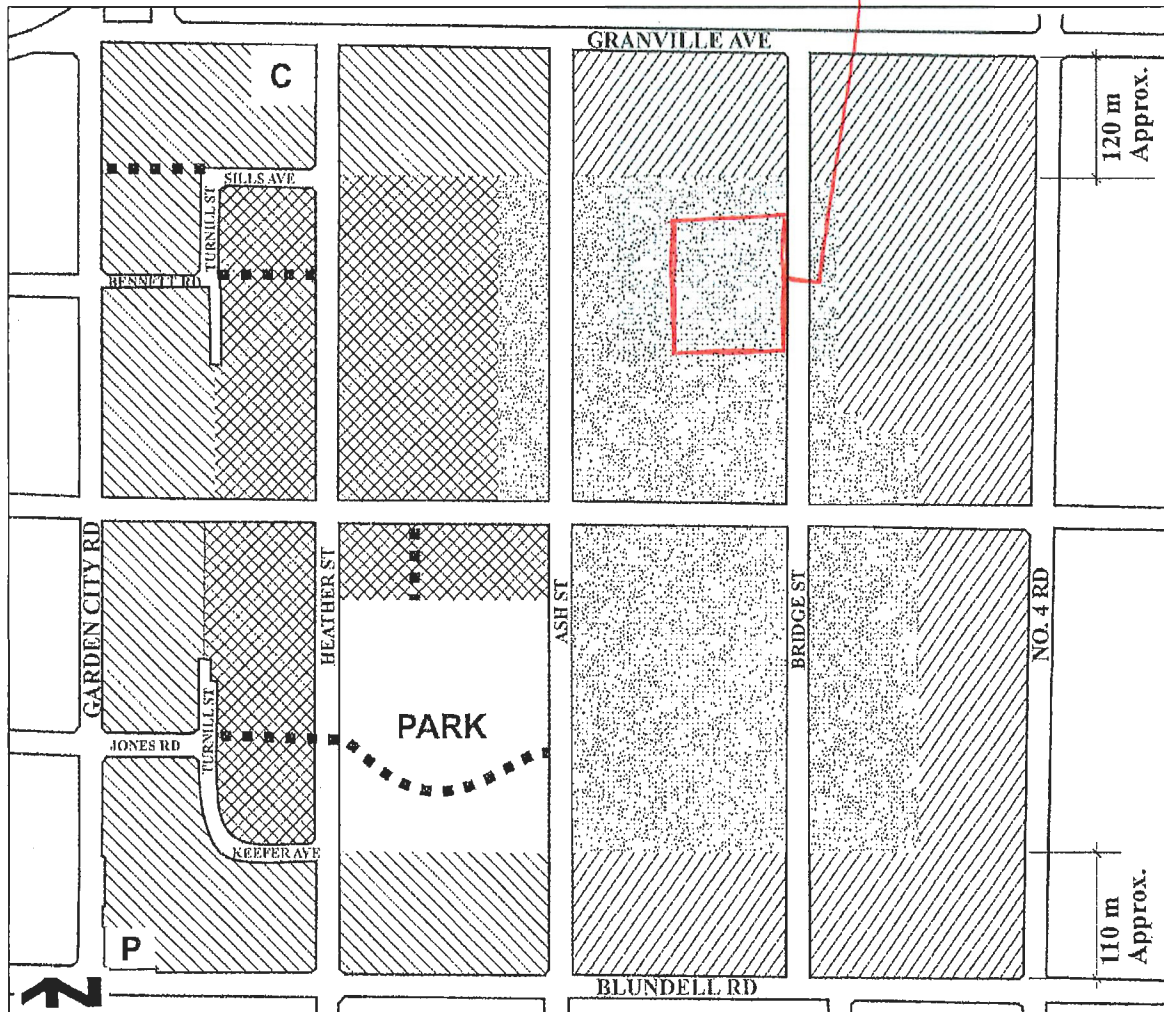 GRANVILLE AVE
C
120 m
Approx.
SILLS AVE
TURNILL ST
BENNETT RD
GARDEN CITY RD
HEATHER ST
ASH ST
BRIDGE ST
NO. 4 RD
PARK
JONES RD
TURNILL ST
KEEFER AVE
110 m
Approx.
P
N
BLUNDELL RD